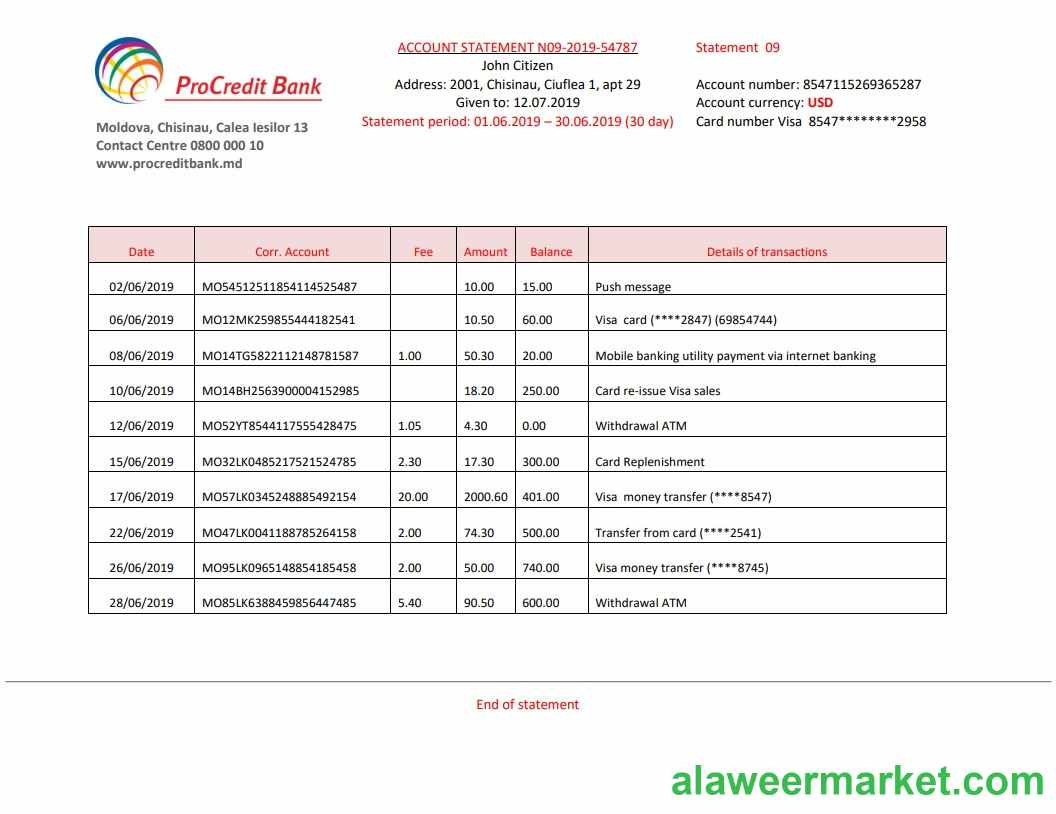 ProCredit Bank
Moldova, Chisinau, Calea Iesilor 13
Contact Centre 0800 000 10
www.procreditbank.md
ACCOUNT STATEMENT N09-2019-54787
John Citizen
Address: 2001, Chisinau, Ciuflea 1, apt 29
Given to: 12.07.2019
Statement period: 01.06.2019 – 30.06.2019 (30 day)
Statement 09
Account number: 8547115269365287
Account currency: USD
Card number Visa 8547********2958
Date Corr. Account Fee Amount Balance Details of transactions
02/06/2019 MO54512511854114525487 10.00 15.00 Push message
06/06/2019 MO12MK259855444182541 10.50 60.00 Visa card (****2847) (69854744)
08/06/2019 MO14TG5822112148781587 1.00 50.30 20.00 Mobile banking utility payment via internet banking
10/06/2019 MO14BH2563900004152985 18.20 250.00 Card re-issue Visa sales
12/06/2019 MO52YT8544117555428475 1.05 4.30 0.00 Withdrawal ATM
15/06/2019 MO32LK0485217521524785 2.30 17.30 300.00 Card Replenishment
17/06/2019 MO57LK0345248885492154 20.00 2000.60 401.00 Visa money transfer (****8547)
22/06/2019 MO47LK0041188785264158 2.00 74.30 500.00 Transfer from card (****2541)
26/06/2019 MO95LK0965148854185458 2.00 50.00 740.00 Visa money transfer (****8745)
28/06/2019 MO85LK6388459856447485 5.40 90.50 600.00 Withdrawal ATM
End of statement
alaweermarket.com